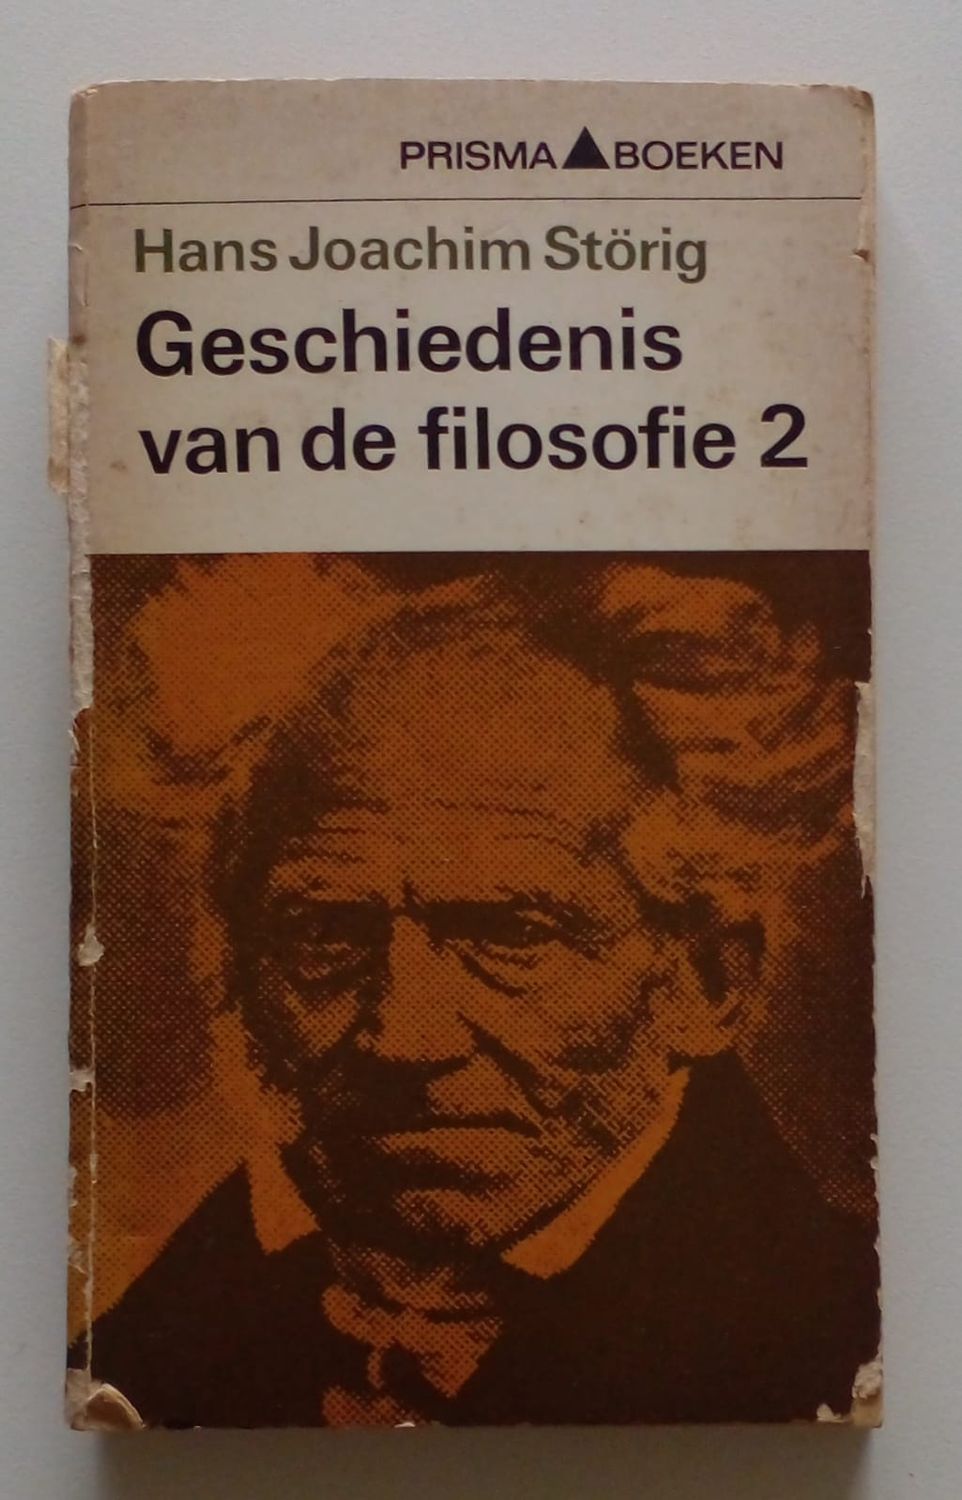 PRISMA BOEKEN
Hans Joachim Störig
Geschiedenis
van de filosofie 2